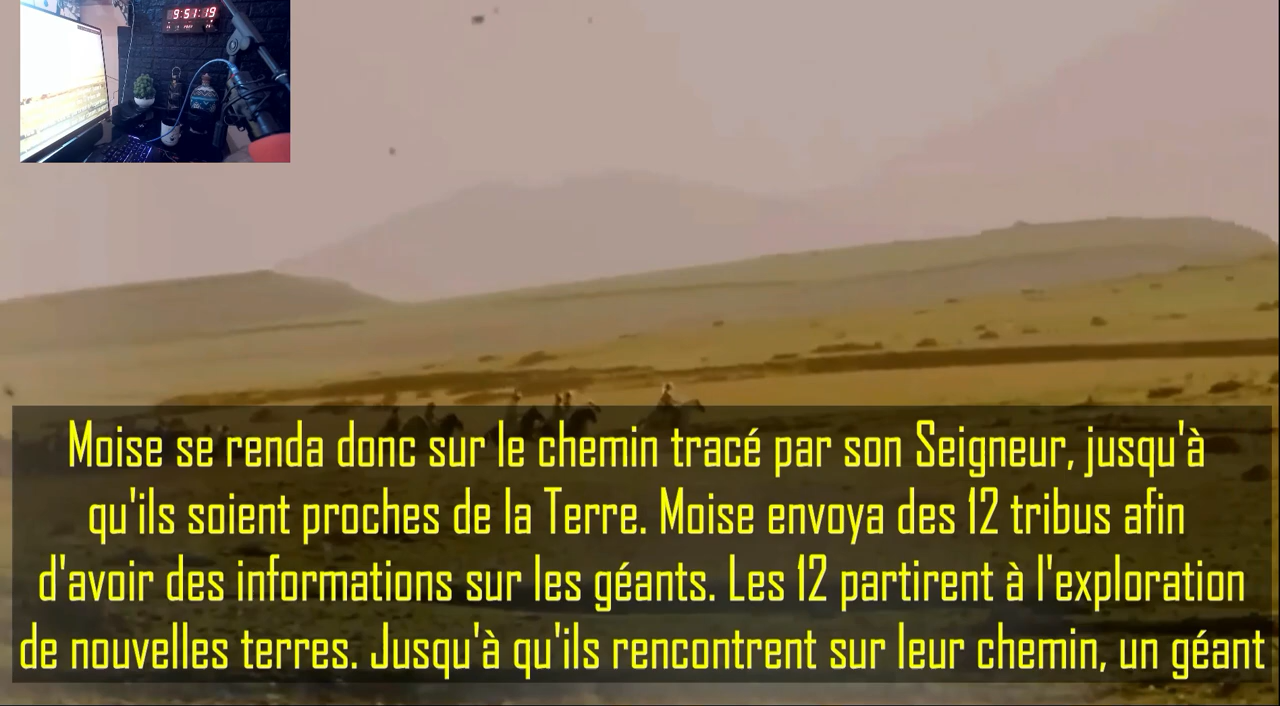 9:51:19
Moise se renda donc sur le chemin tracé par son Seigneur, jusqu'à
qu'ils soient proches de la Terre. Moise envoya des 12 tribus afin
d'avoir des informations sur les géants. Les 12 partirent à l'exploration
de nouvelles terres. Jusqu'à qu'ils rencontrent sur leur chemin, un géant